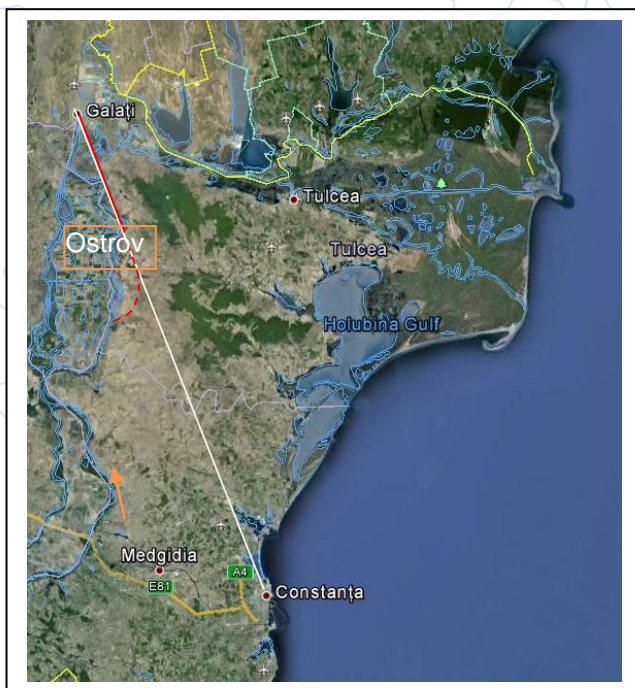 Galați
Tulcea
Ostrov
Tulcea
Holubina Gulf
Medgidia
A4
E81
Constanța